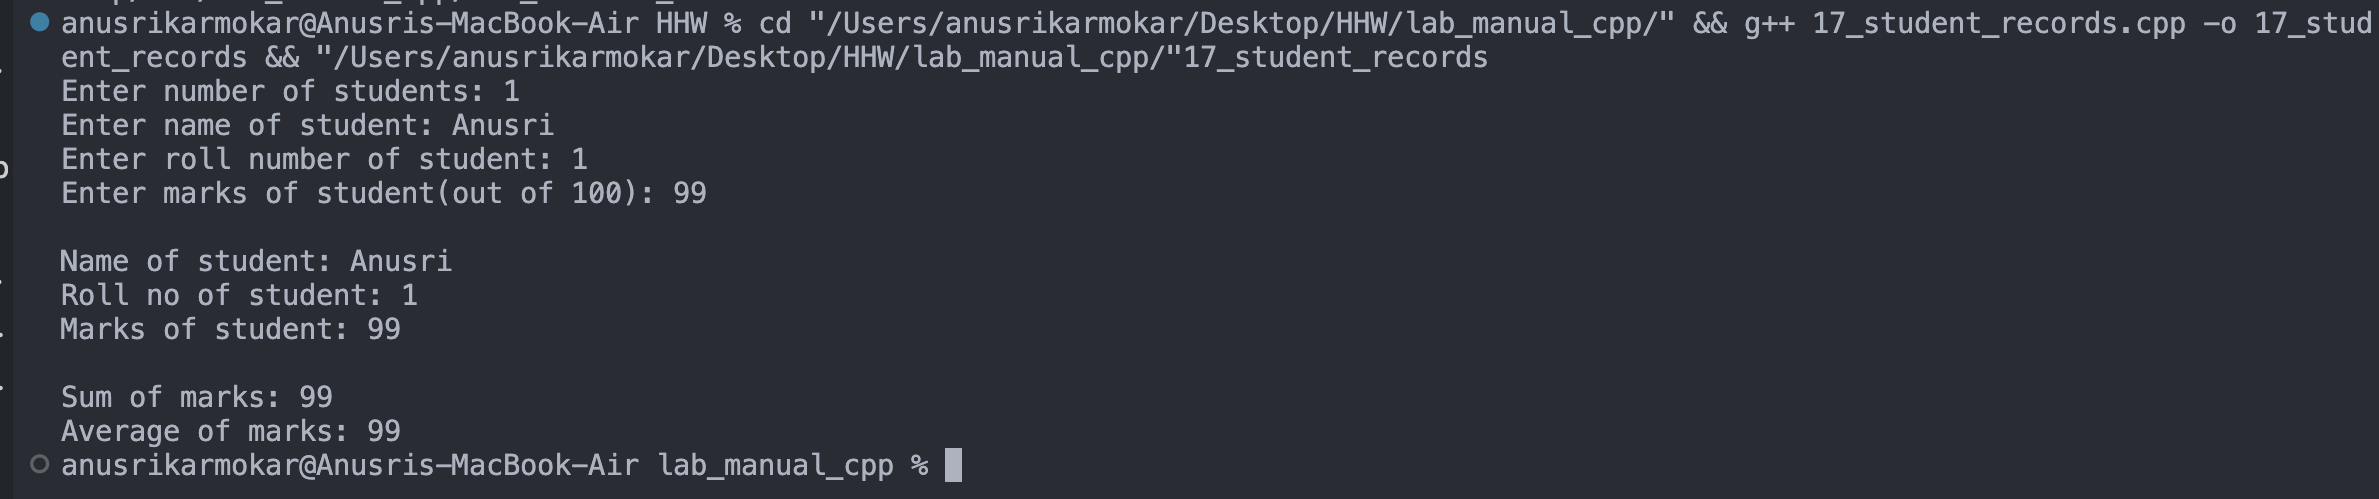 anusrikarmokar@Anusris-MacBook-Air HHW % cd "/Users/anusrikarmokar/Desktop/HHW/lab_manual_cpp/" && g++ 17_student_records.cpp -o 17_stud
ent_records && "/Users/anusrikarmokar/Desktop/HHW/lab_manual_cpp/"17_student_records
Enter number of students: 1
Enter name of student: Anusri
Enter roll number of student: 1
Enter marks of student(out of 100): 99
Name of student: Anusri
Roll no of student: 1
Marks of student: 99
Sum of marks: 99
Average of marks: 99
anusrikarmokar@Anusris-MacBook-Air lab_manual_cpp %